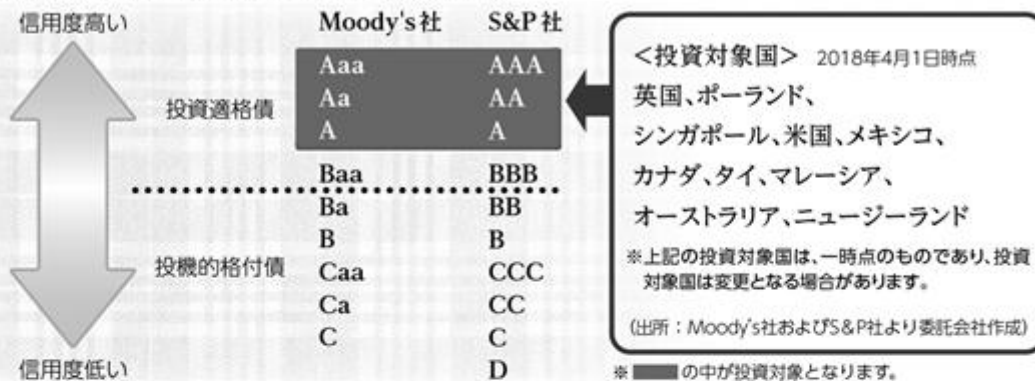 信用度高い
Moody's社 S&P社
Aaa AAA
Aa AA
投資適格債
A A
Baa BBB
Ba BB
B B
投機的格付債
Caa CCC
Ca CC
C C
信用度低い
D
<投資対象国> 2018年4月1日時点
英国、ポーランド、
シンガポール、米国、メキシコ、
カナダ、タイ、マレーシア、
オーストラリア、ニュージーランド
※上記の投資対象国は、一時点のものであり、投資
対象国は変更となる場合があります。
(出所：Moody's社およびS&P社より委託会社作成)
※ の中が投資対象となります。